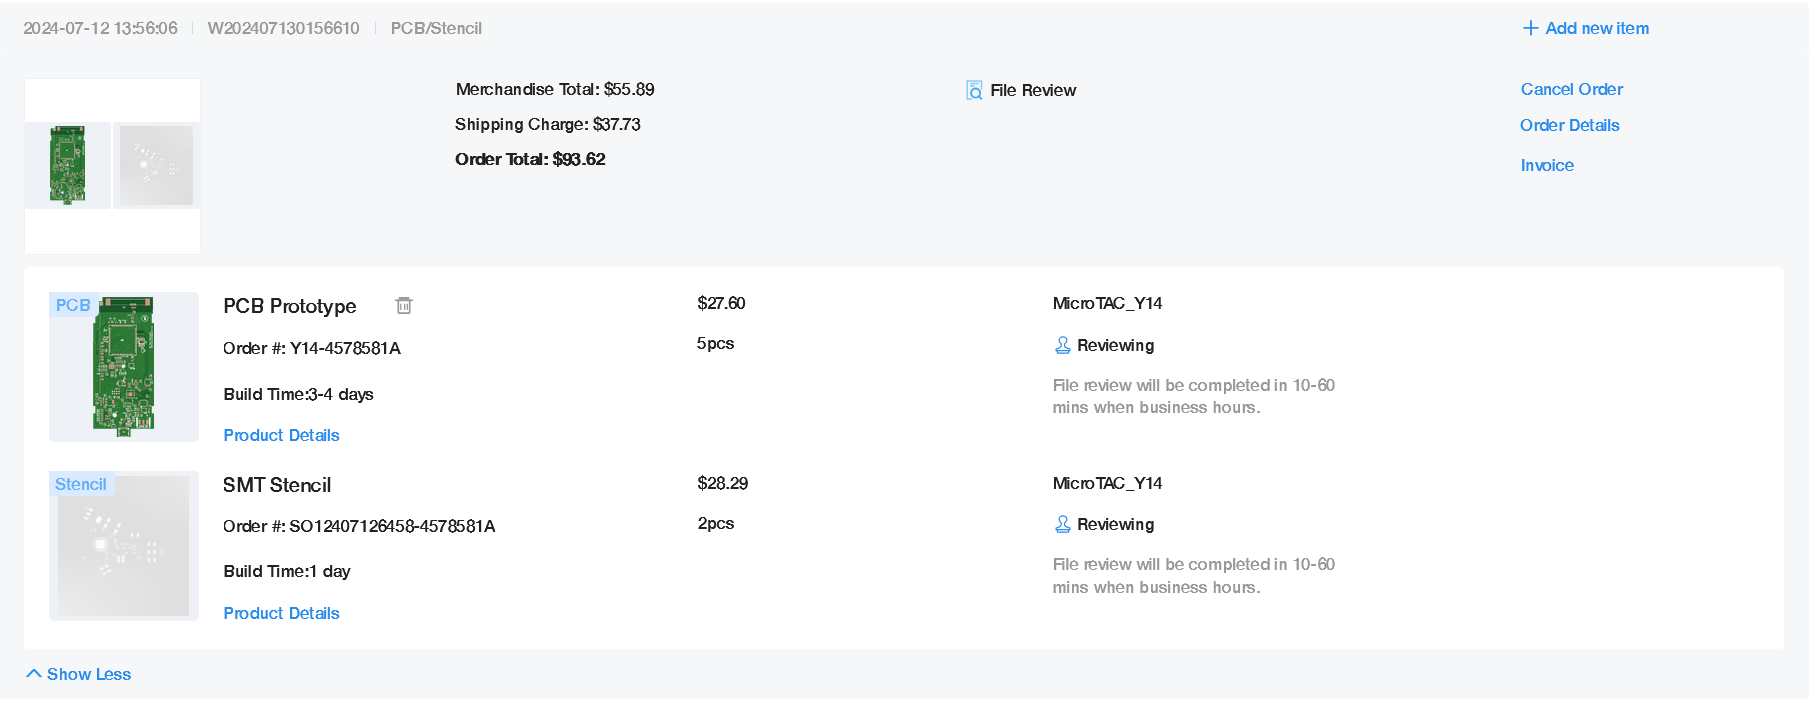 2024-07-12 13:56:06 W202407130156610 PCB/Stencil
Add new item
Merchandise Total: $55.89
Shipping Charge: $37.73
Order Total: $93.62
File Review
Cancel Order
Order Details
Invoice
PCB
PCB Prototype
Order #: Y14-4578581A
Build Time:3-4 days
Product Details
$27.60
5pcs
MicroTAC_Y14
Reviewing
File review will be completed in 10-60
mins when business hours.
Stencil
SMT Stencil
Order #: SO12407126458-4578581A
Build Time:1 day
Product Details
$28.29
2pcs
MicroTAC_Y14
Reviewing
File review will be completed in 10-60
mins when business hours.
Show Less